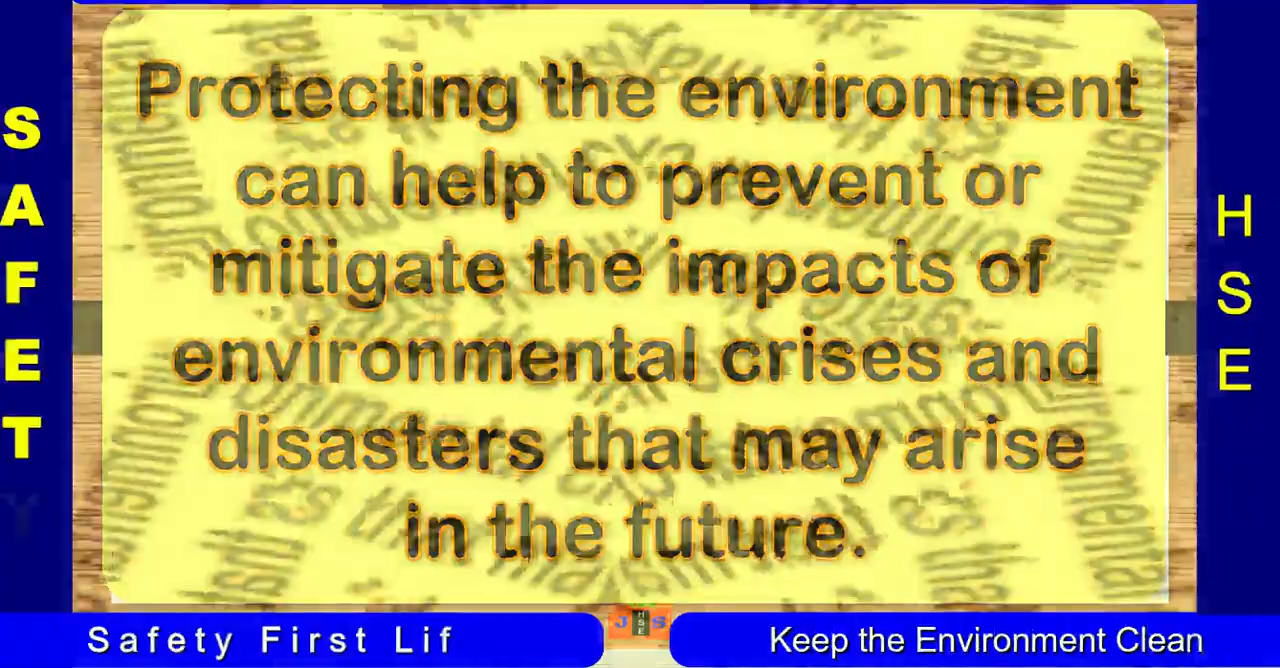 Protecting the environment
can help to prevent or
mitigate the impacts of
environmental crises and
disasters that may arise
in the future.
S
A
F
E
T
Y
H
S
E
Safety First Lif
J HSE S
Keep the Environment Clean